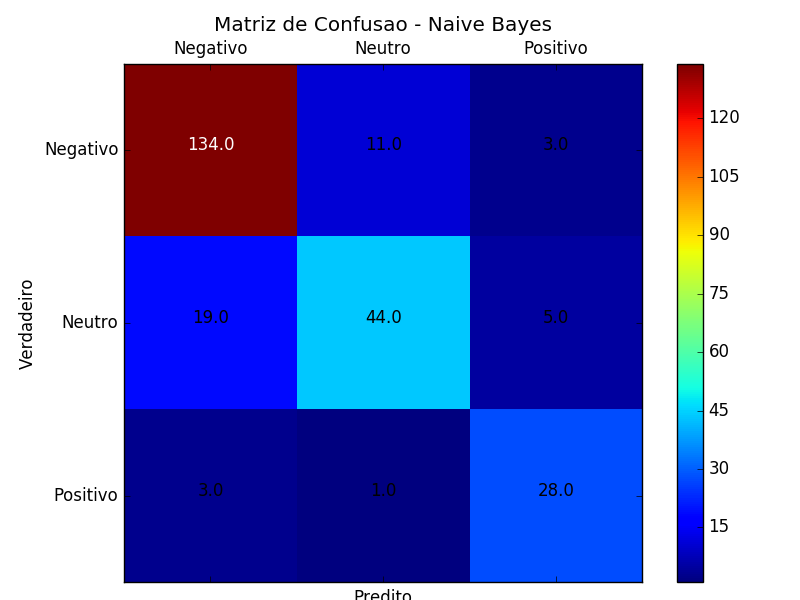 Matriz de Confusao - Naive Bayes
Negativo Neutro Positivo
Negativo 134.0 11.0 3.0
Neutro 19.0 44.0 5.0
Positivo 3.0 1.0 28.0
Verdadeiro
Predito
120
105
90
75
60
45
30
15